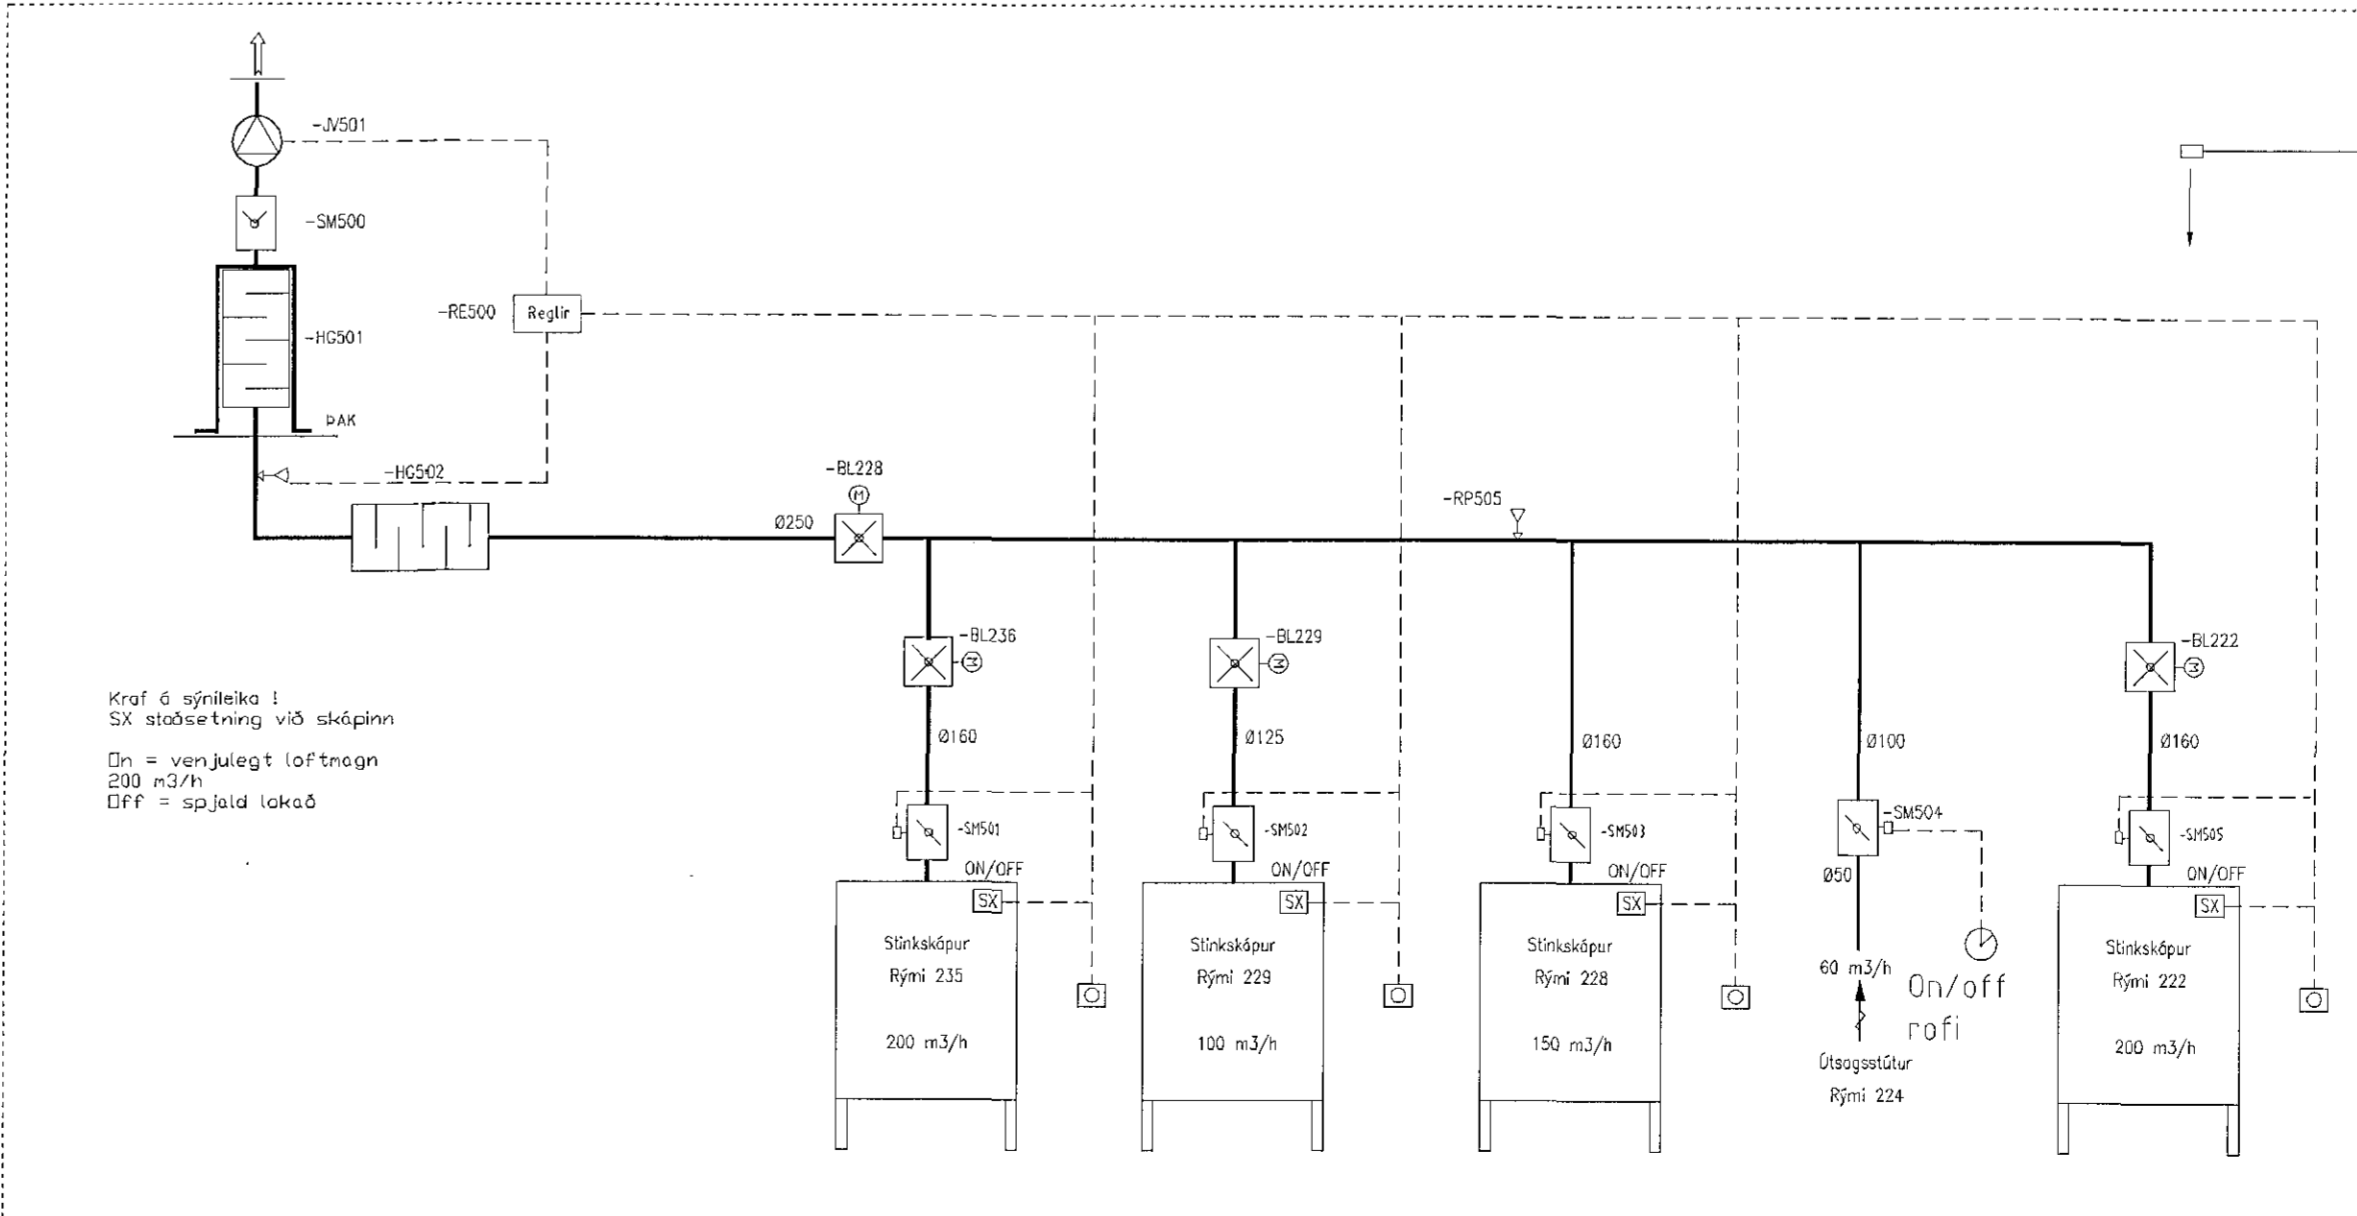 -JV501
-SM500
-RE500
Reglir
-HG501
ÞAK
-HG502
-BL228
M
Ø250
-RP505
-BL236
M
-BL229
M
-BL222
M
Kraf á sýnileika !
SX staðsetning við skápinn
On = venjulegt loftmagn
200 m3/h
Off = spjald lokað
Ø160
Ø125
Ø160
Ø100
Ø160
-SM501
-SM502
-SM503
-SM504
-SM505
ON/OFF
ON/OFF
ON/OFF
Ø50
ON/OFF
SX
SX
SX
SX
Stinkskápur
Rými 235
200 m3/h
Stinkskápur
Rými 229
100 m3/h
Stinkskápur
Rými 228
150 m3/h
60 m3/h
On/off
rofi
Útsogsstútur
Rými 224
Stinkskápur
Rými 222
200 m3/h